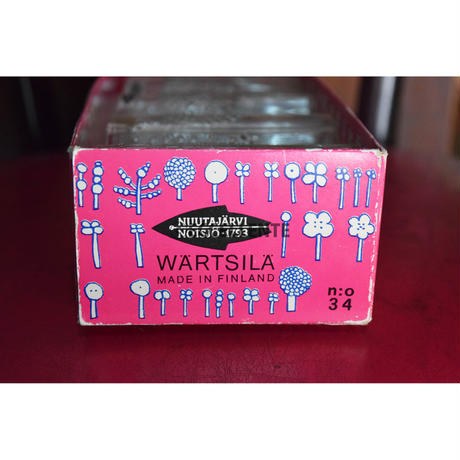 NUUTAJÄRVI
NOTSJÖ-1793
WÄRTSILÄ
MADE IN FINLAND
n:o
34